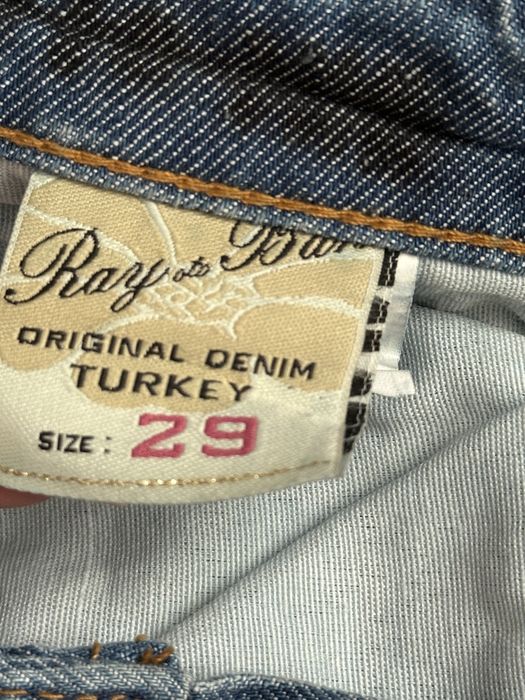 Ray
ORIGINAL DENIM
TURKEY
SIZE: 29